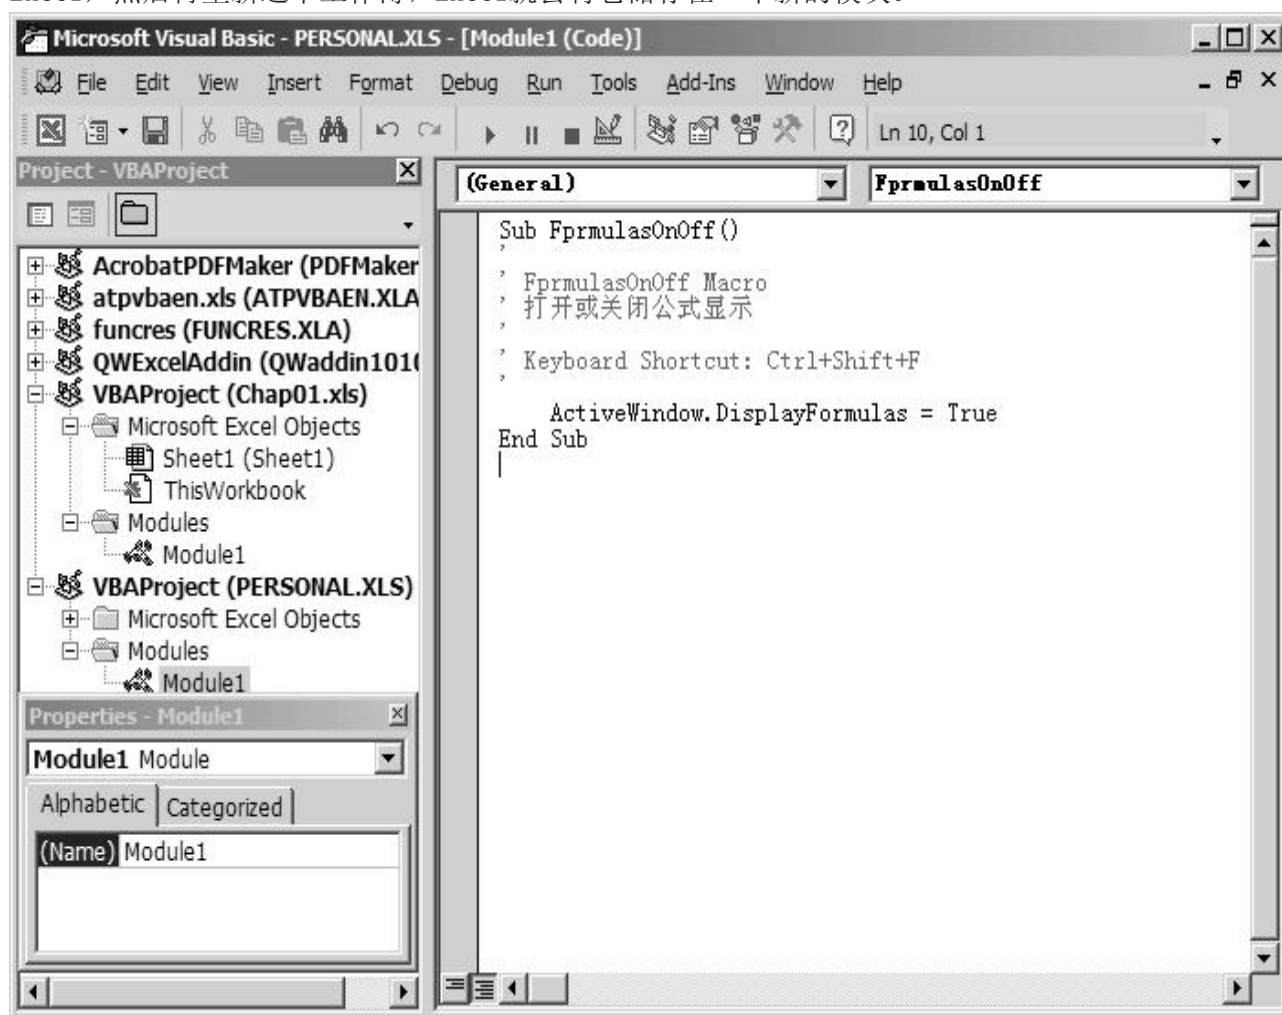 Microsoft Visual Basic - PERSONAL.XLS - [Module1 (Code)]
File Edit View Insert Format Debug Run Tools Add-Ins Window Help
Ln 10, Col 1
Project - VBAProject
AcrobatPDFMaker (PDFMaker
atpvbaen.xls (ATPVBAEN.XLA
funcres (FUNCRES.XLA)
QWExcelAddin (QWaddin1010
VBAProject (Chap01.xls)
Microsoft Excel Objects
Sheet1 (Sheet1)
ThisWorkbook
Modules
Module1
VBAProject (PERSONAL.XLS)
Microsoft Excel Objects
Modules
Module1
Properties - Module1
Module1 Module
Alphabetic Categorized
(Name) Module1
(General) FprmulasOnOff
Sub FprmulasOnOff()
'
' FprmulasOnOff Macro
' 打开或关闭公式显示
'
' Keyboard Shortcut: Ctrl+Shift+F
'
ActiveWindow.DisplayFormulas = True
End Sub